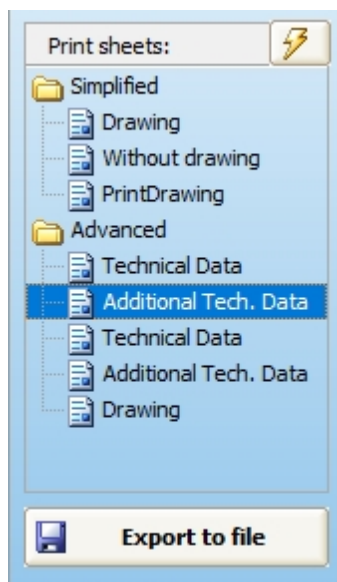 Print sheets:
Simplified
Drawing
Without drawing
PrintDrawing
Advanced
Technical Data
Additional Tech. Data
Technical Data
Additional Tech. Data
Drawing
Export to file